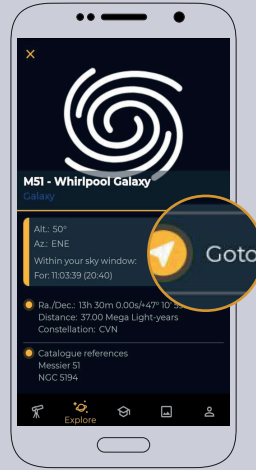 M51 - Whirlpool Galaxy
Galaxy
Alt.: 50°
Az.: ENE
Within your sky window:
For: 11:03:39 (20:40)
Goto
Ra./Dec.: 13h 30m 0.00s/+47° 10'
Distance: 37.00 Mega Light-years
Constellation: CVN
Catalogue references
Messier 51
NGC 5194
Explore